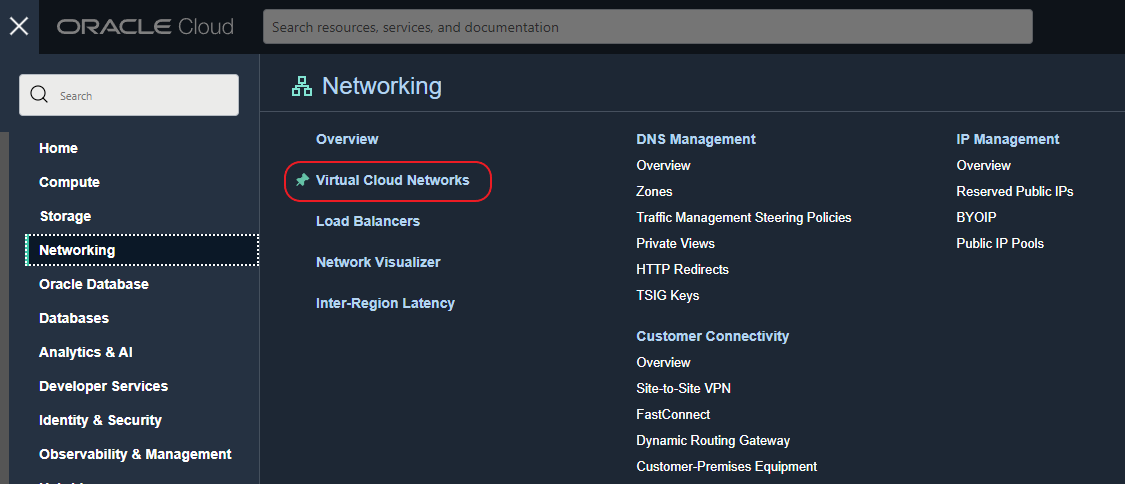 ORACLE Cloud
Search resources, services, and documentation
Search
Home
Compute
Storage
Networking
Oracle Database
Databases
Analytics & AI
Developer Services
Identity & Security
Observability & Management
Networking
Overview
Virtual Cloud Networks
Load Balancers
Network Visualizer
Inter-Region Latency
DNS Management
Overview
Zones
Traffic Management Steering Policies
Private Views
HTTP Redirects
TSIG Keys
Customer Connectivity
Overview
Site-to-Site VPN
FastConnect
Dynamic Routing Gateway
Customer-Premises Equipment
IP Management
Overview
Reserved Public IPs
BYOIP
Public IP Pools